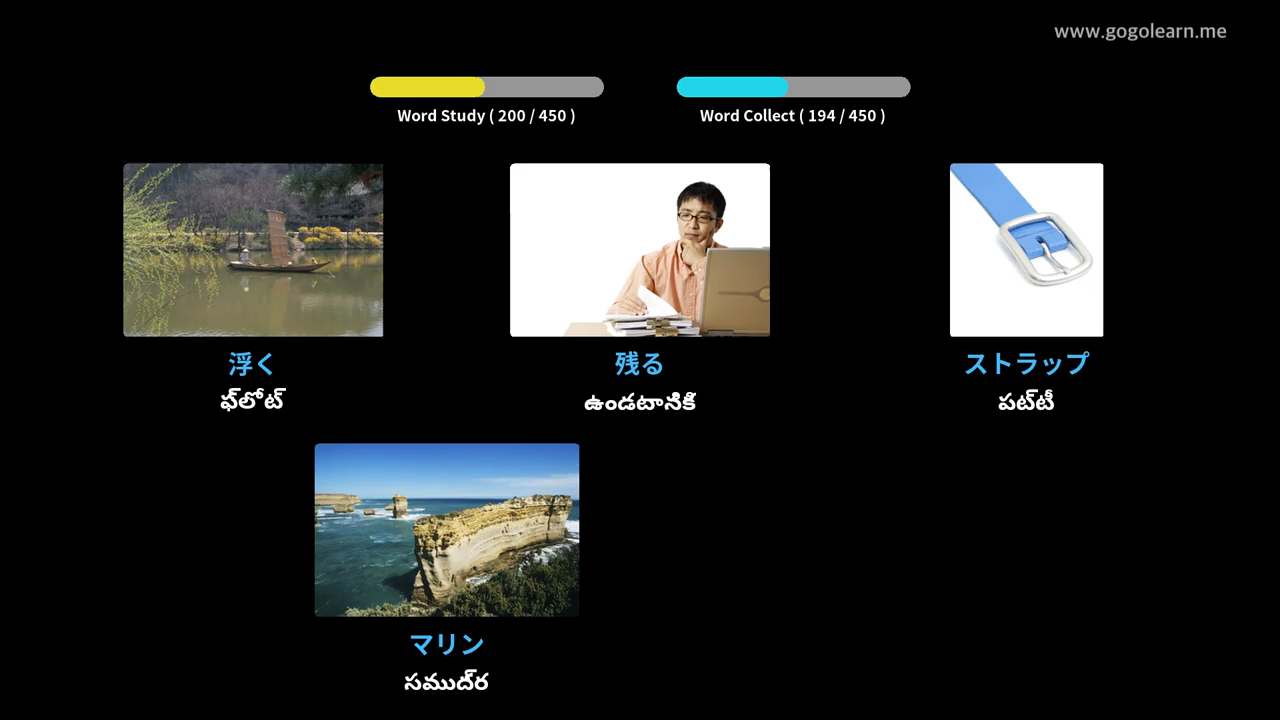 www.gogolearn.me
Word Study ( 200 / 450 )
Word Collect ( 194 / 450 )
浮く
ఫ్‌లోట్
残る
ఉండటానికి
ストラップ
పట్‌టీ
マリン
సముద్‌ర